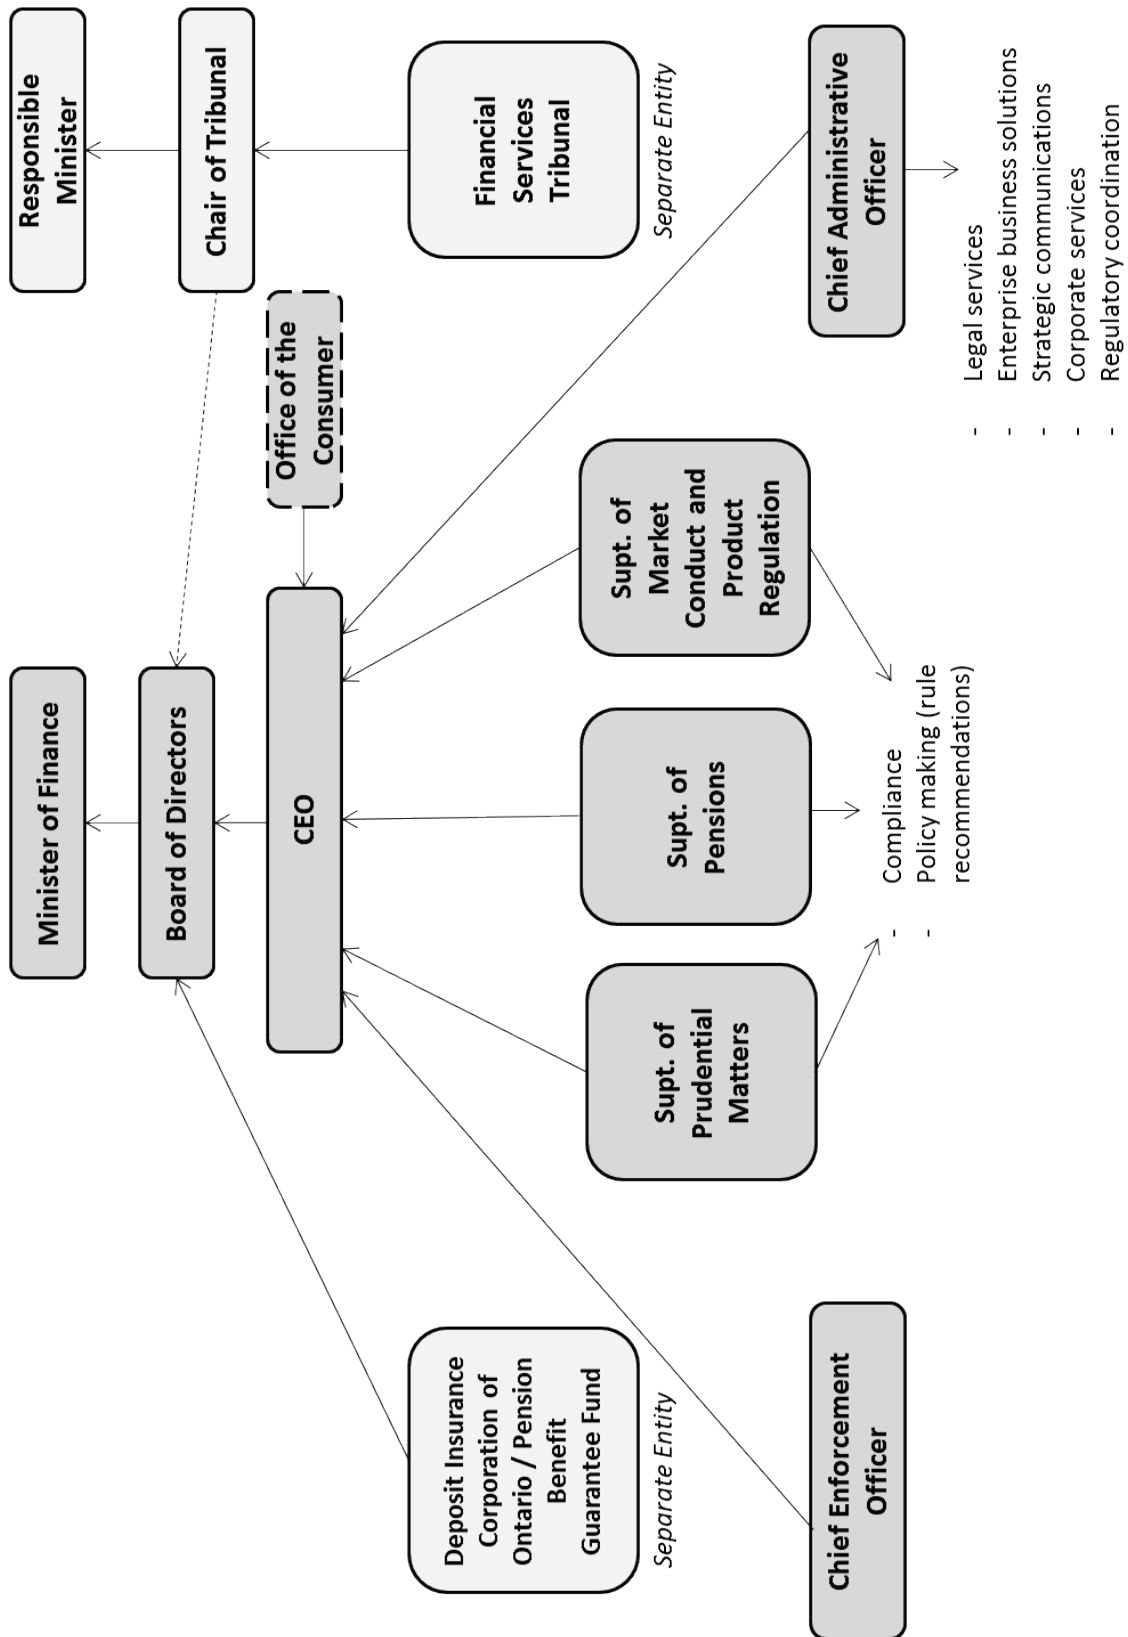 Minister of Finance
Responsible
Minister
Board of Directors
Chair of Tribunal
CEO
Office of the
Consumer
Deposit Insurance
Corporation of
Ontario / Pension
Benefit
Guarantee Fund
Separate Entity
Financial
Services
Tribunal
Separate Entity
Supt. of
Prudential
Matters
Supt. of
Pensions
Supt. of
Market
Conduct and
Product
Regulation
Chief Enforcement
Officer
Chief Administrative
Officer
- Compliance
- Policy making (rule
recommendations)
- Legal services
- Enterprise business solutions
- Strategic communications
- Corporate services
- Regulatory coordination